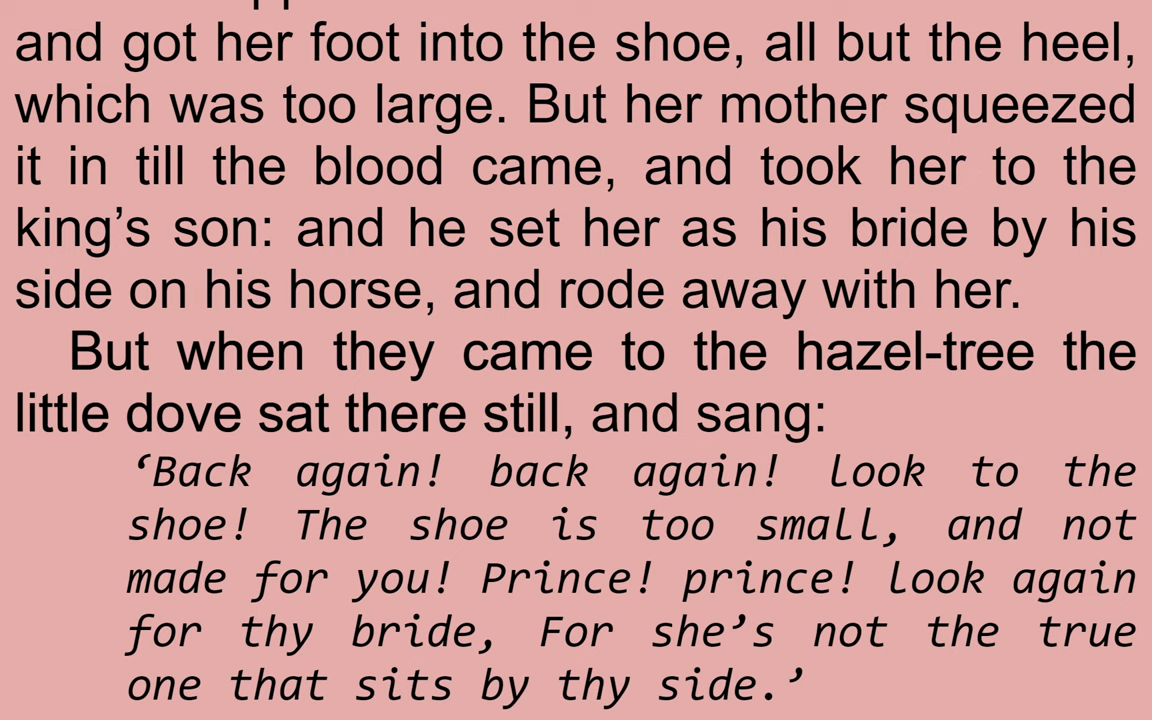 and got her foot into the shoe, all but the heel,
which was too large. But her mother squeezed
it in till the blood came, and took her to the
king’s son: and he set her as his bride by his
side on his horse, and rode away with her.
But when they came to the hazel-tree the
little dove sat there still, and sang:
‘Back again! back again! look to the
shoe! The shoe is too small, and not
made for you! Prince! prince! look again
for thy bride, For she’s not the true
one that sits by thy side.’